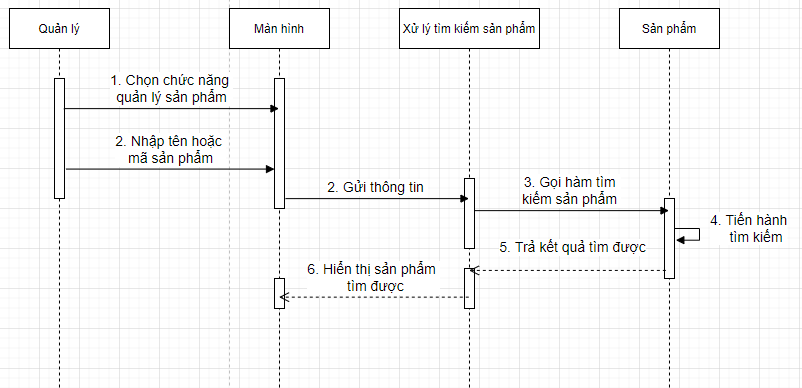 Quản lý
Màn hình
Xử lý tìm kiếm sản phẩm
Sản phẩm
1. Chọn chức năng
quản lý sản phẩm
2. Nhập tên hoặc
mã sản phẩm
2. Gửi thông tin
3. Gọi hàm tìm
kiếm sản phẩm
4. Tiến hành
tìm kiếm
5. Trả kết quả tìm được
6. Hiển thị sản phẩm
tìm được